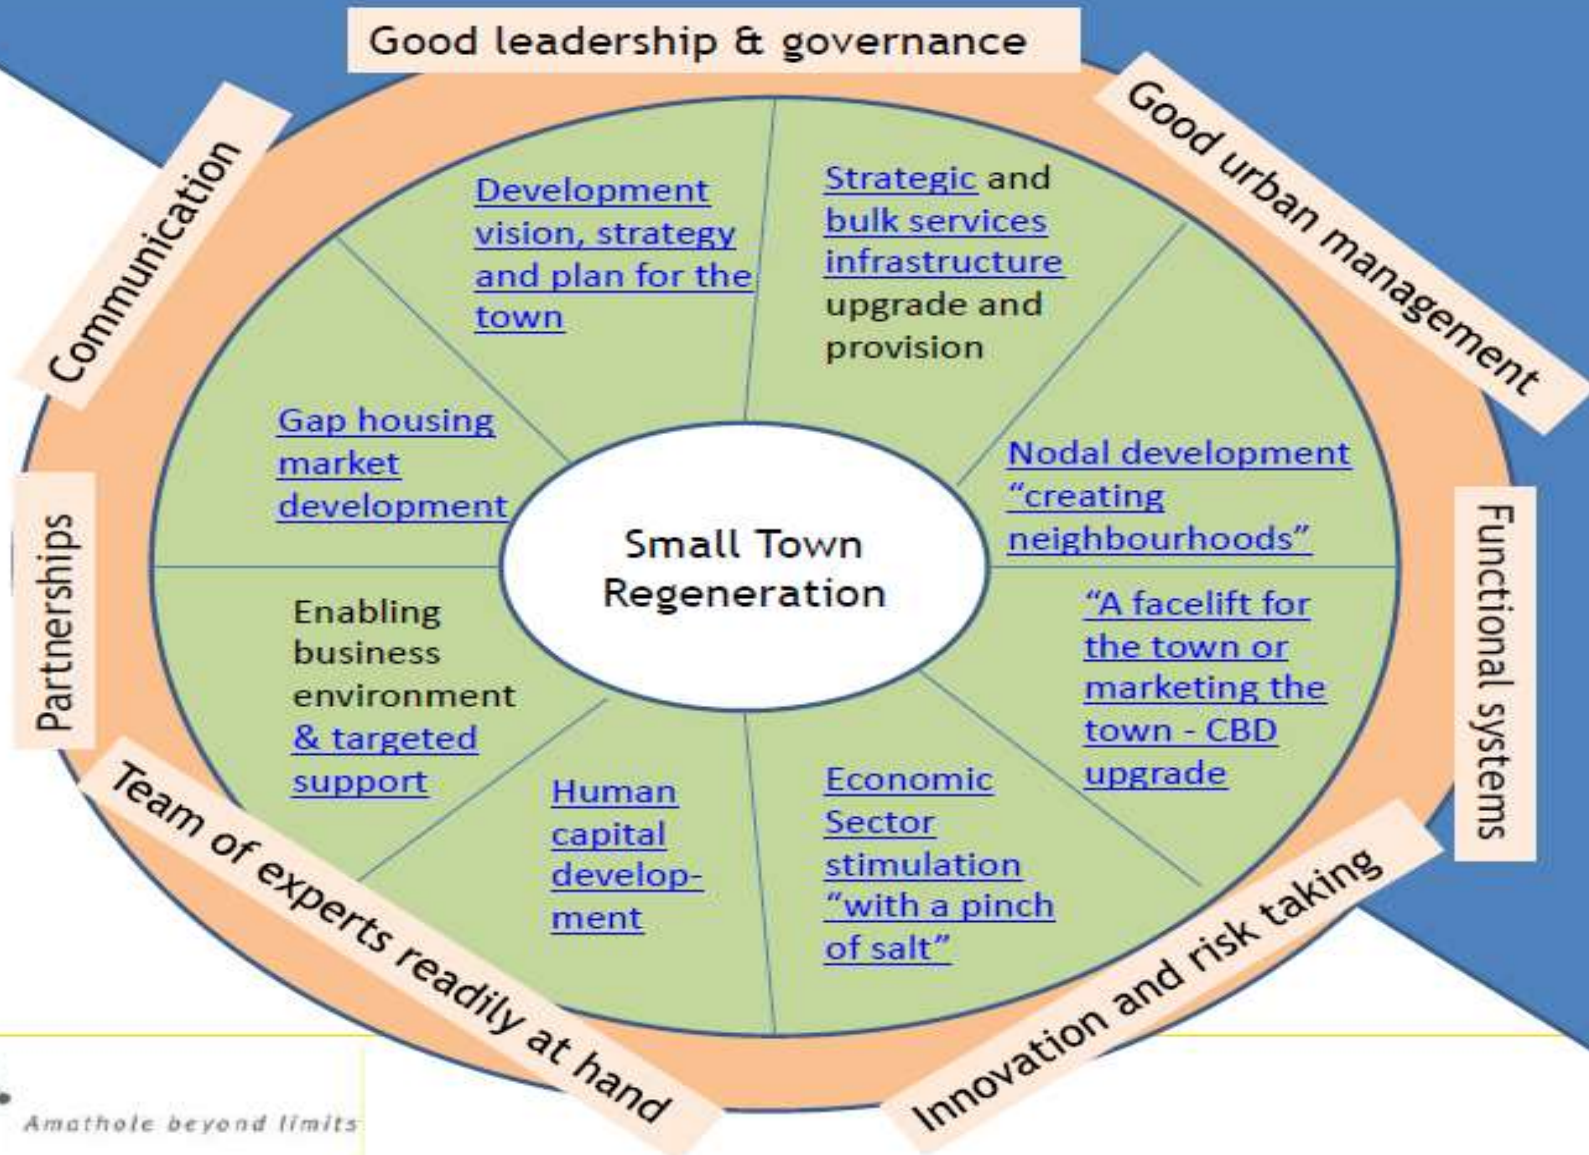 Good leadership & governance
Good urban management
Communication
Development
vision, strategy
and plan for the
town
Strategic and
bulk services
infrastructure
upgrade and
provision
Gap housing
market
development
Nodal development
“creating
neighbourhoods”
Small Town
Regeneration
Partnerships
Functional systems
Enabling
business
environment
& targeted
support
“A facelift for
the town or
marketing the
town - CBD
upgrade
Human
capital
develop-
ment
Economic
Sector
stimulation
“with a pinch
of salt”
Team of experts readily at hand
Innovation and risk taking
Amathole beyond limits